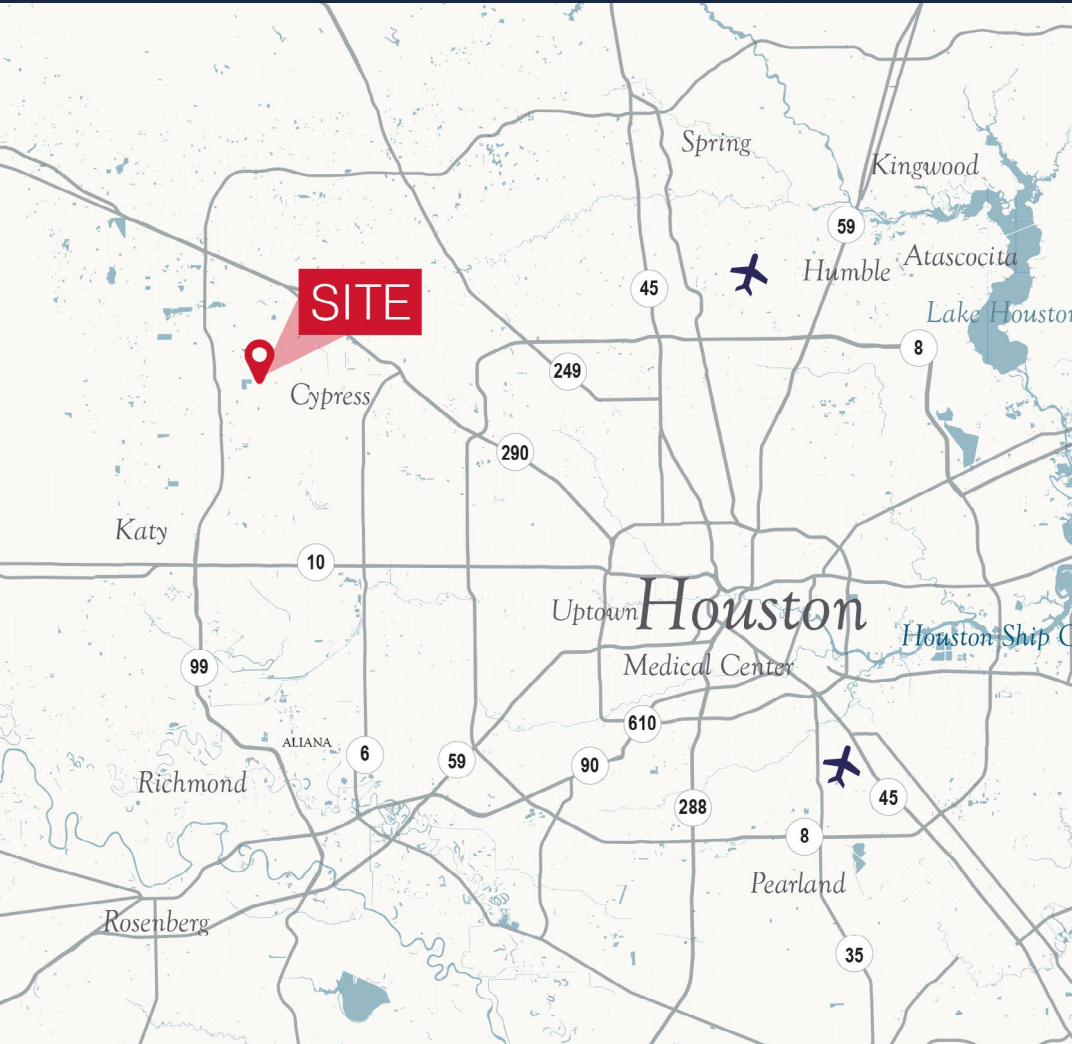 Spring
Kingwood
59
Atascocita
Humble
SITE
45
Lake Houston
8
249
Cypress
290
Katy
10
Houston
Uptown
Houston Ship C
Medical Center
99
610
ALIANA
6
59
90
Richmond
45
288
8
Pearland
Rosenberg
35